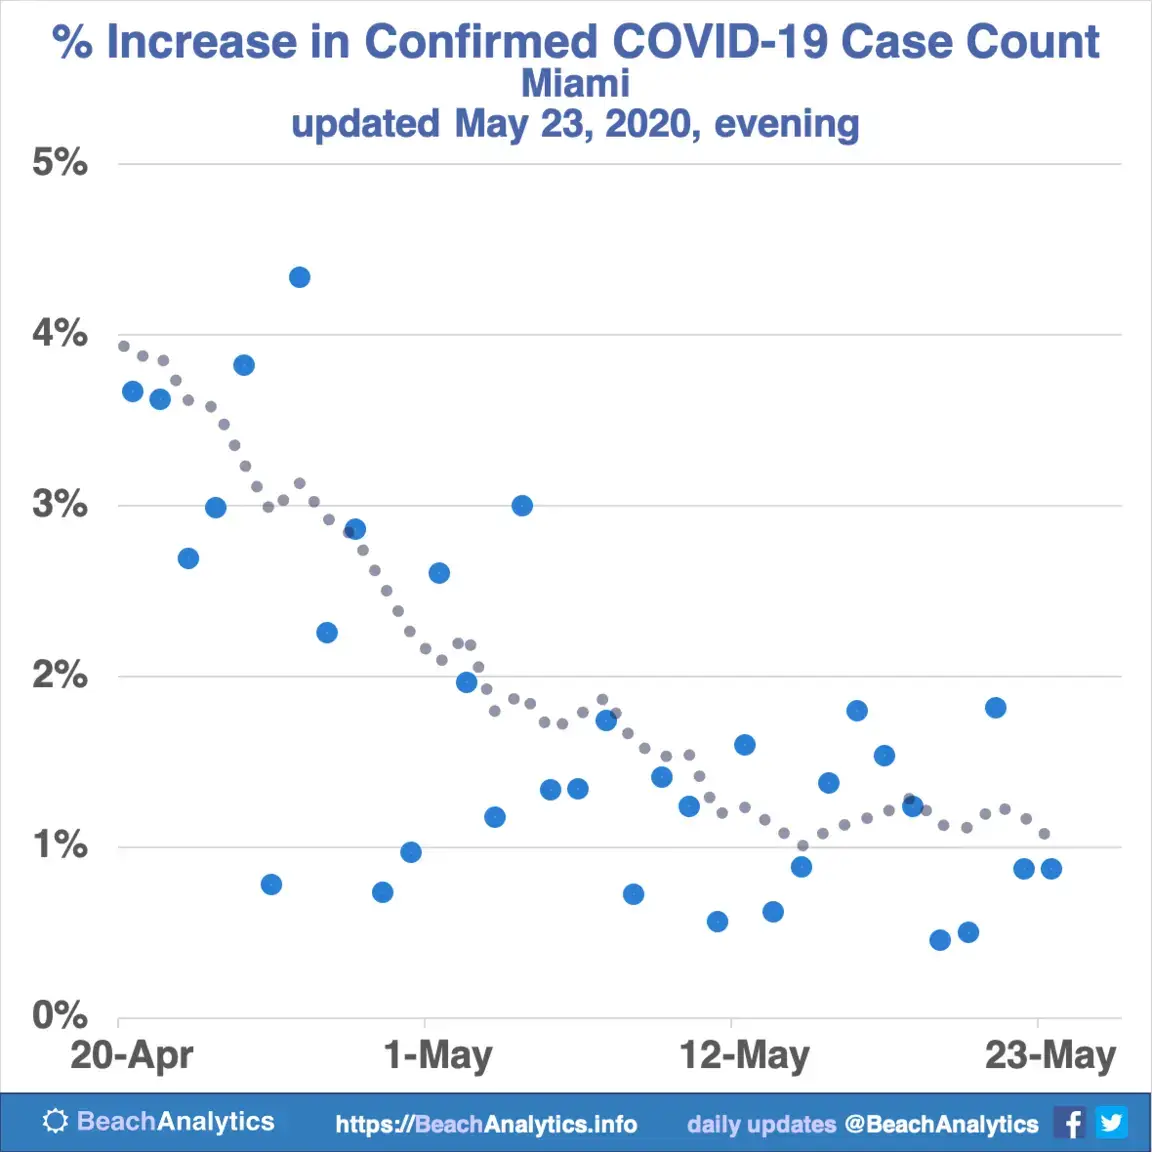 % Increase in Confirmed COVID-19 Case Count
Miami
updated May 23, 2020, evening
5%
4%
3%
2%
1%
0%
20-Apr 1-May 12-May 23-May
BeachAnalytics https://BeachAnalytics.info daily updates @BeachAnalytics